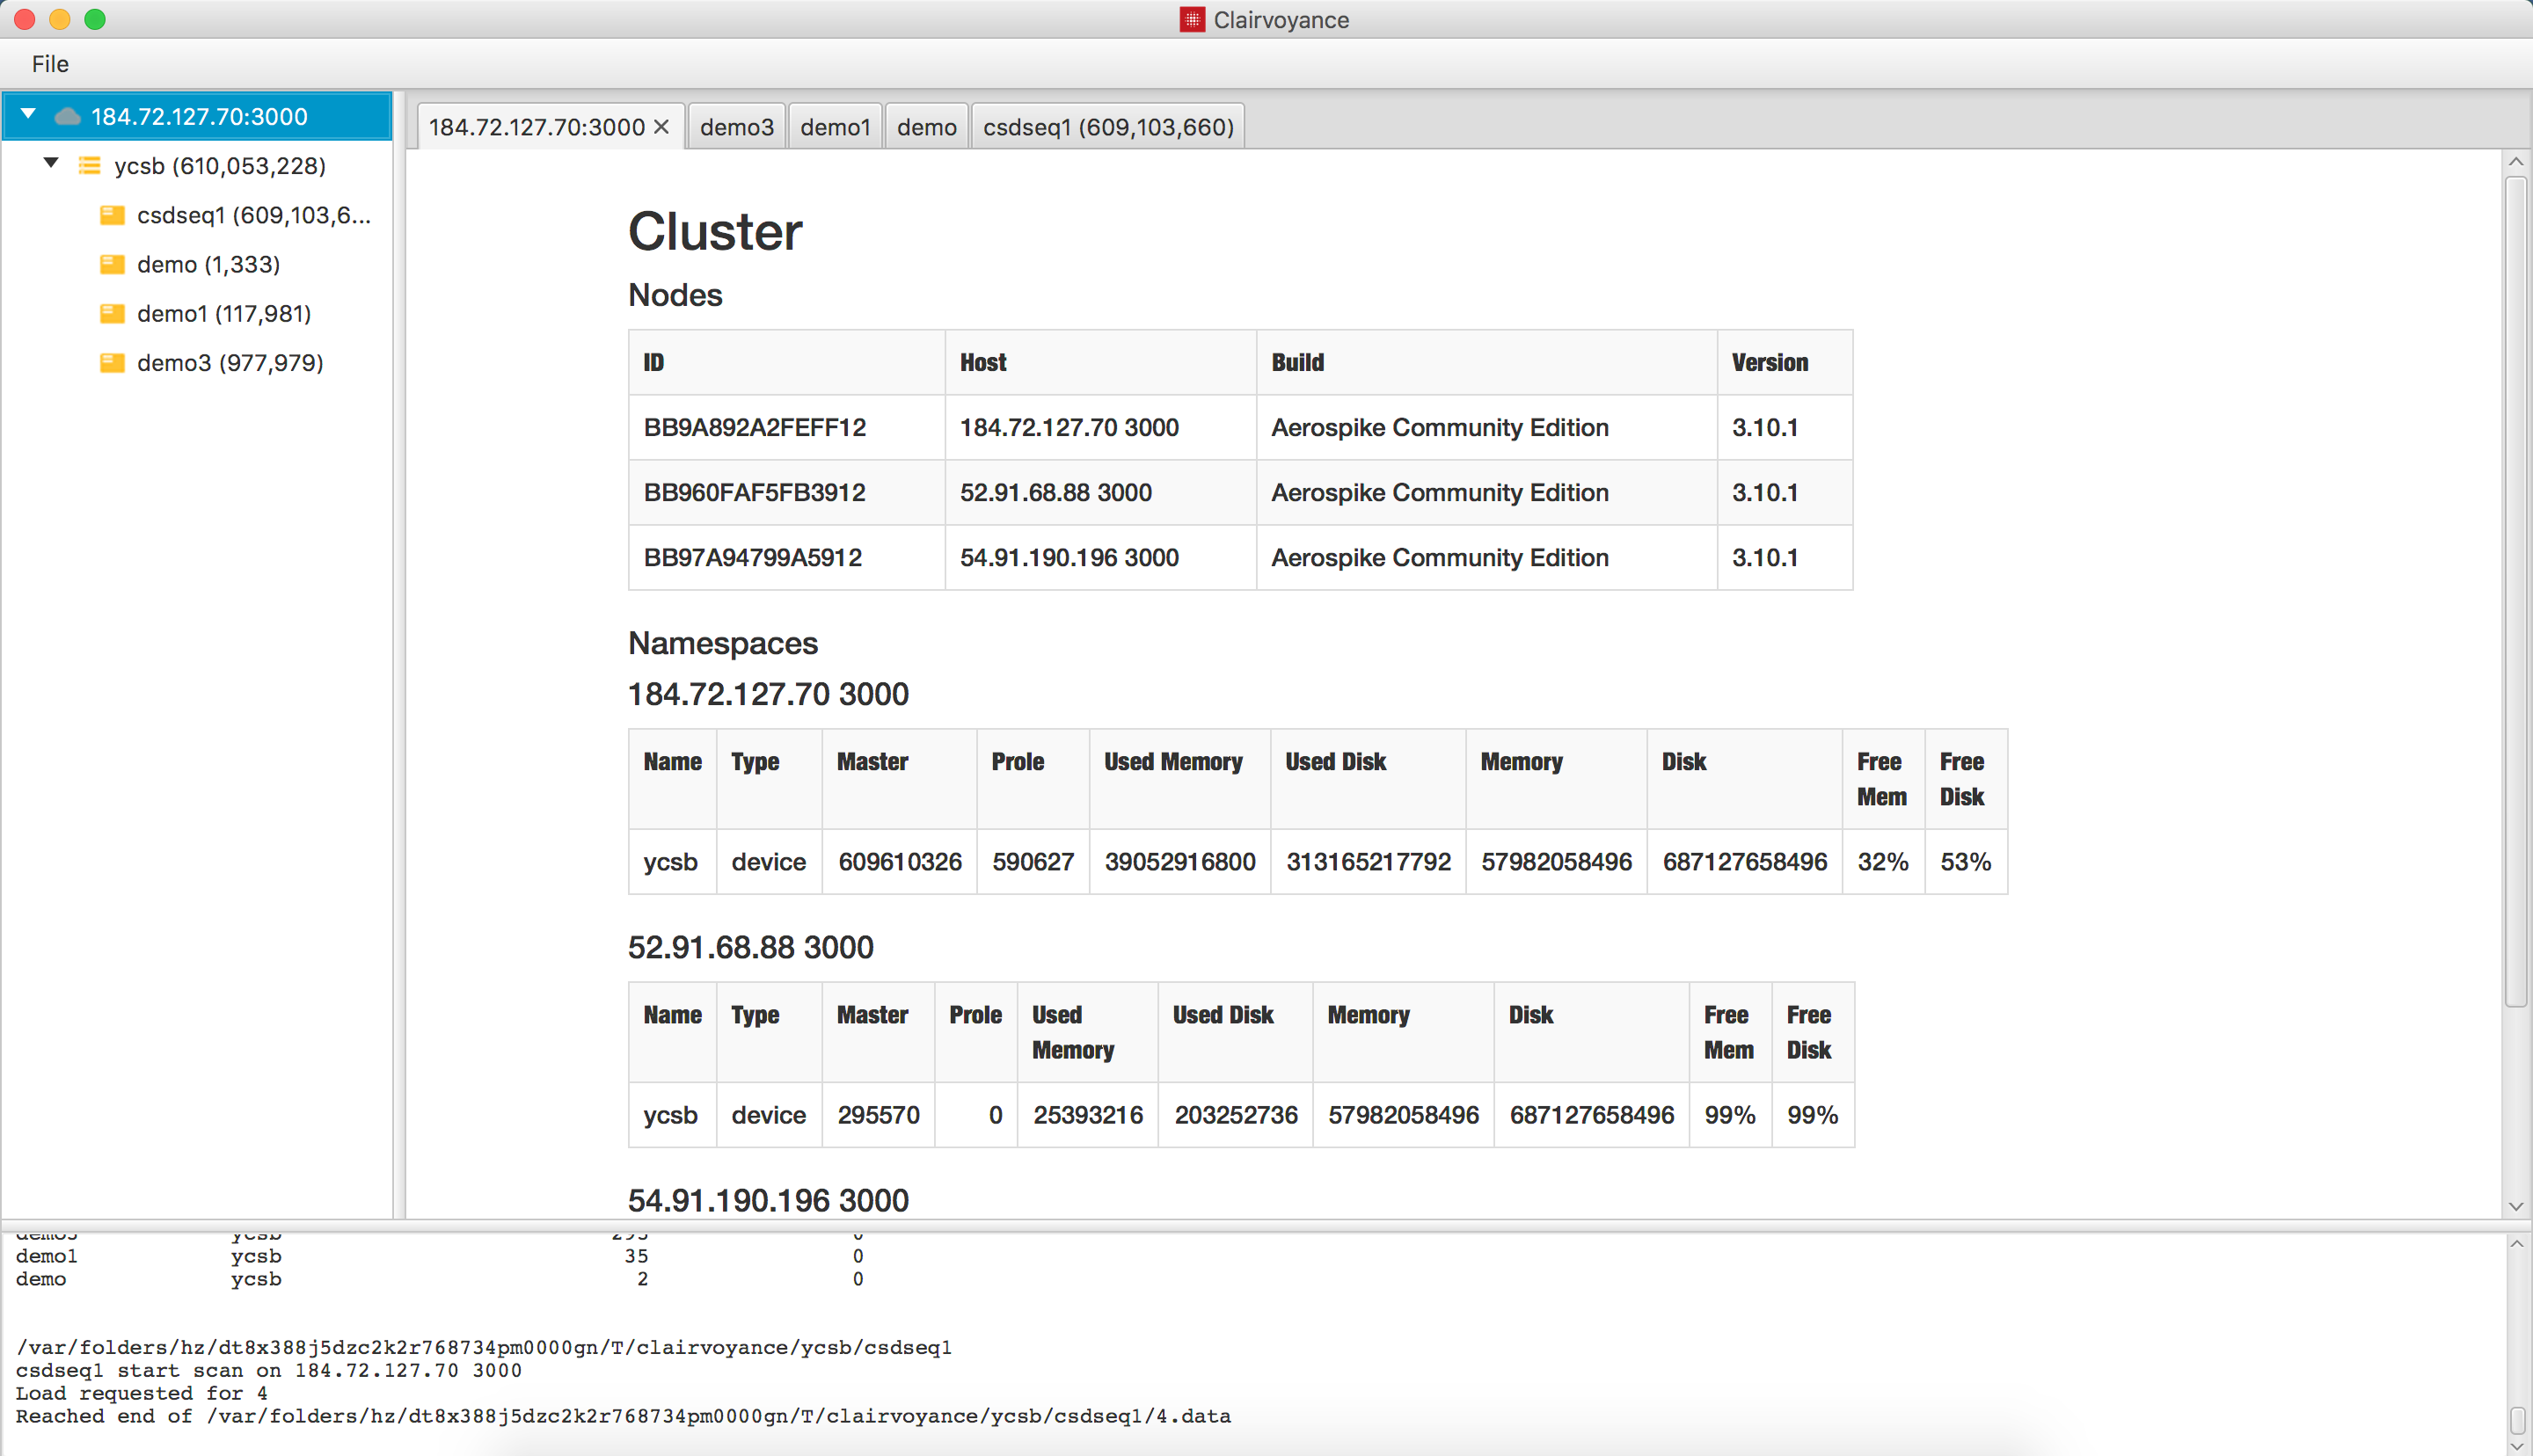 Clairvoyance
File
184.72.127.70:3000
ycsb (610,053,228)
csdseq1 (609,103,6...
demo (1,333)
demo1 (117,981)
demo3 (977,979)
184.72.127.70:3000 demo3 demo1 demo csdseq1 (609,103,660)
Cluster
Nodes
ID Host Build Version
BB9A892A2FEFF12 184.72.127.70 3000 Aerospike Community Edition 3.10.1
BB960FAF5FB3912 52.91.68.88 3000 Aerospike Community Edition 3.10.1
BB97A94799A5912 54.91.190.196 3000 Aerospike Community Edition 3.10.1
Namespaces
184.72.127.70 3000
Name Type Master Prole Used Memory Used Disk Memory Disk Free Mem Free Disk
ycsb device 609610326 590627 39052916800 313165217792 57982058496 687127658496 32% 53%
52.91.68.88 3000
Name Type Master Prole Used Memory Used Disk Memory Disk Free Mem Free Disk
ycsb device 295570 0 25393216 203252736 57982058496 687127658496 99% 99%
54.91.190.196 3000
demo3 ycsb 293 0
demo1 ycsb 35 0
demo ycsb 2 0
/var/folders/hz/dt8x388j5dzc2k2r768734pm0000gn/T/clairvoyance/ycsb/csdseq1
csdseq1 start scan on 184.72.127.70 3000
Load requested for 4
Reached end of /var/folders/hz/dt8x388j5dzc2k2r768734pm0000gn/T/clairvoyance/ycsb/csdseq1/4.data